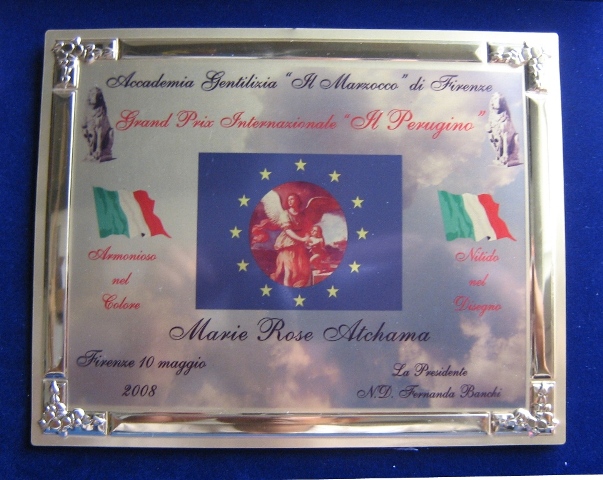 Accademia Gentilizia "Il Marzocco" di Firenze
Grand Prix Internazionale "Il Perugino"
Armonioso
nel
Colore
Nitido
nel
Disegno
Marie Rose Atchama
Firenze 10 maggio
2008
La Presidente
N.D. Fernanda Banchi